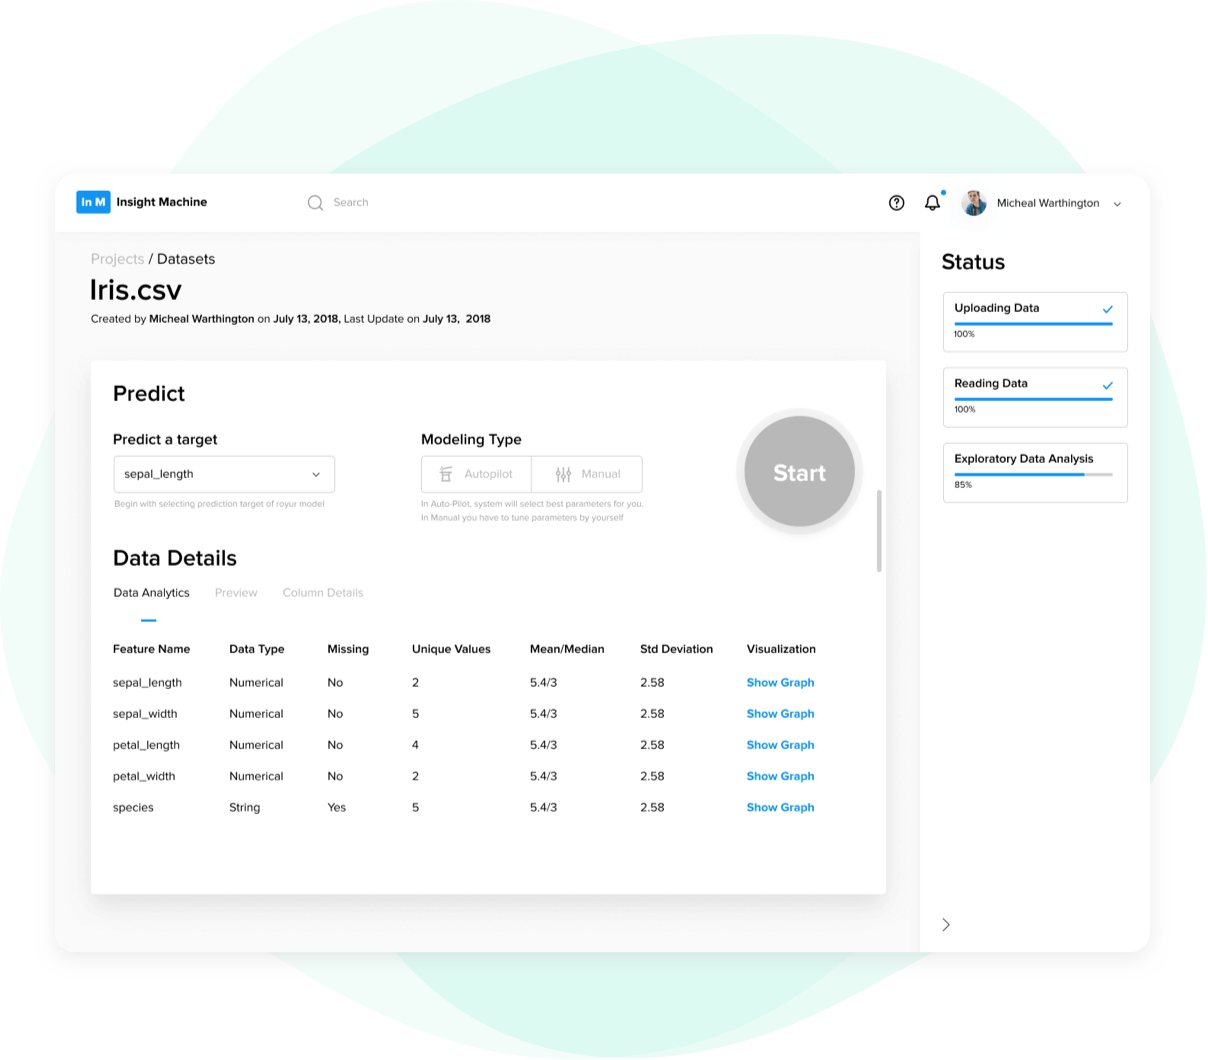 In M Insight Machine
Search
Micheal Warthington
Projects / Datasets
Iris.csv
Created by Micheal Warthington on July 13, 2018, Last Update on July 13, 2018
Predict
Predict a target
sepal_length
Begin with selecting prediction target of royur model
Modeling Type
Autopilot
Manual
In Auto-Pilot, system will select best parameters for you.
In Manual you have to tune parameters by yourself
Start
Data Details
Data Analytics Preview Column Details
Feature Name Data Type Missing Unique Values Mean/Median Std Deviation Visualization
sepal_length Numerical No 2 5.4/3 2.58 Show Graph
sepal_width Numerical No 5 5.4/3 2.58 Show Graph
petal_length Numerical No 4 5.4/3 2.58 Show Graph
petal_width Numerical No 2 5.4/3 2.58 Show Graph
species String Yes 5 5.4/3 2.58 Show Graph
Status
Uploading Data
100%
Reading Data
100%
Exploratory Data Analysis
85%